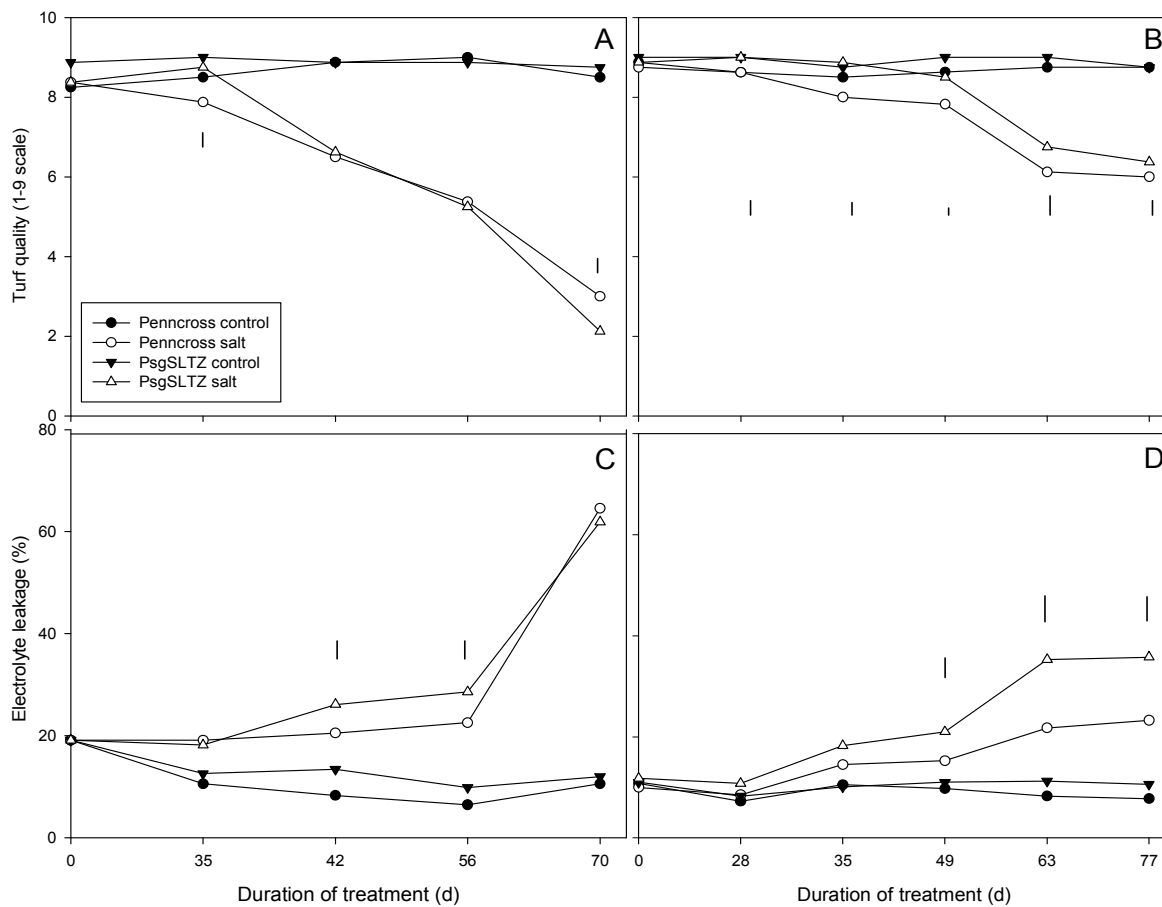 10
8
6
4
2
0
Turf quality (1-9 scale)
A
Penncross control
Penncross salt
PsgSLTZ control
PsgSLTZ salt
B
80
60
40
20
0
Electrolyte leakage (%)
C
0 35 42 56 70
Duration of treatment (d)
D
0 28 35 49 63 77
Duration of treatment (d)